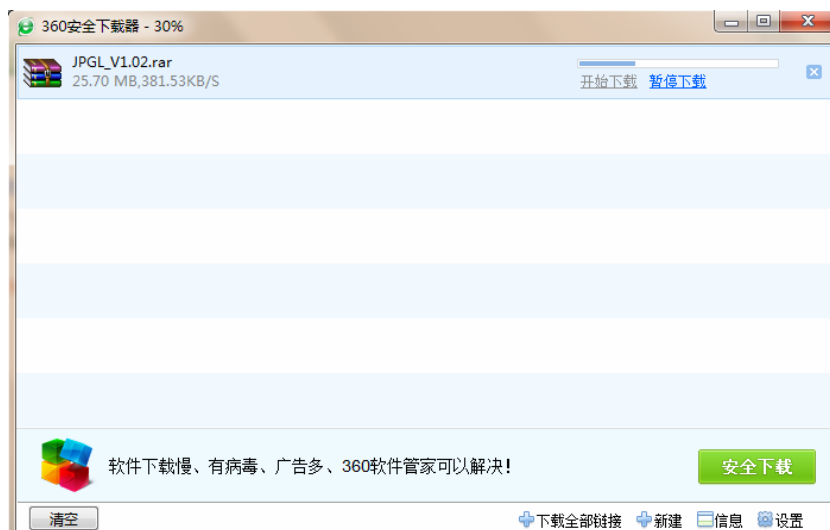 360安全下载器 - 30%
JPGL_V1.02.rar
25.70 MB,381.53KB/S
开始下载 暂停下载
软件下载慢、有病毒、广告多、360软件管家可以解决!
安全下载
清空
下载全部链接 新建 信息 设置